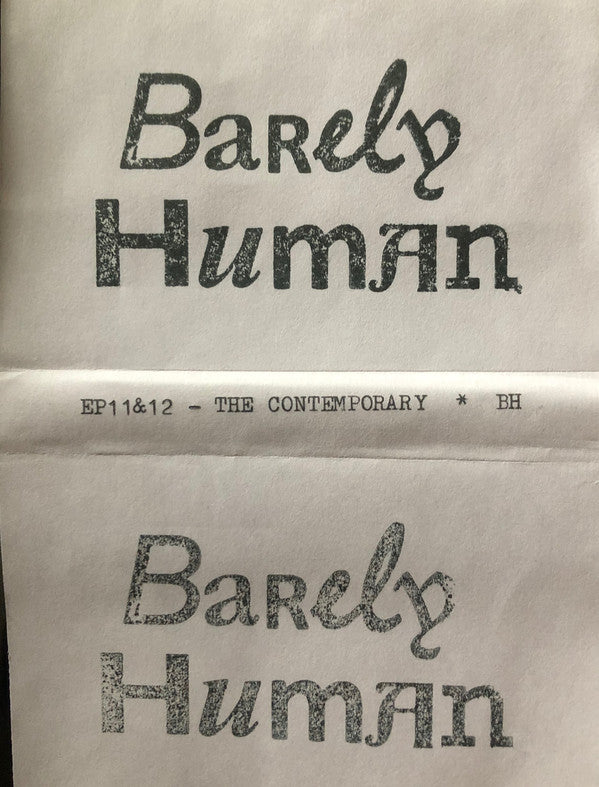 Barely
Human
EP11&12 - THE CONTEMPORARY * BH
Barely
Human